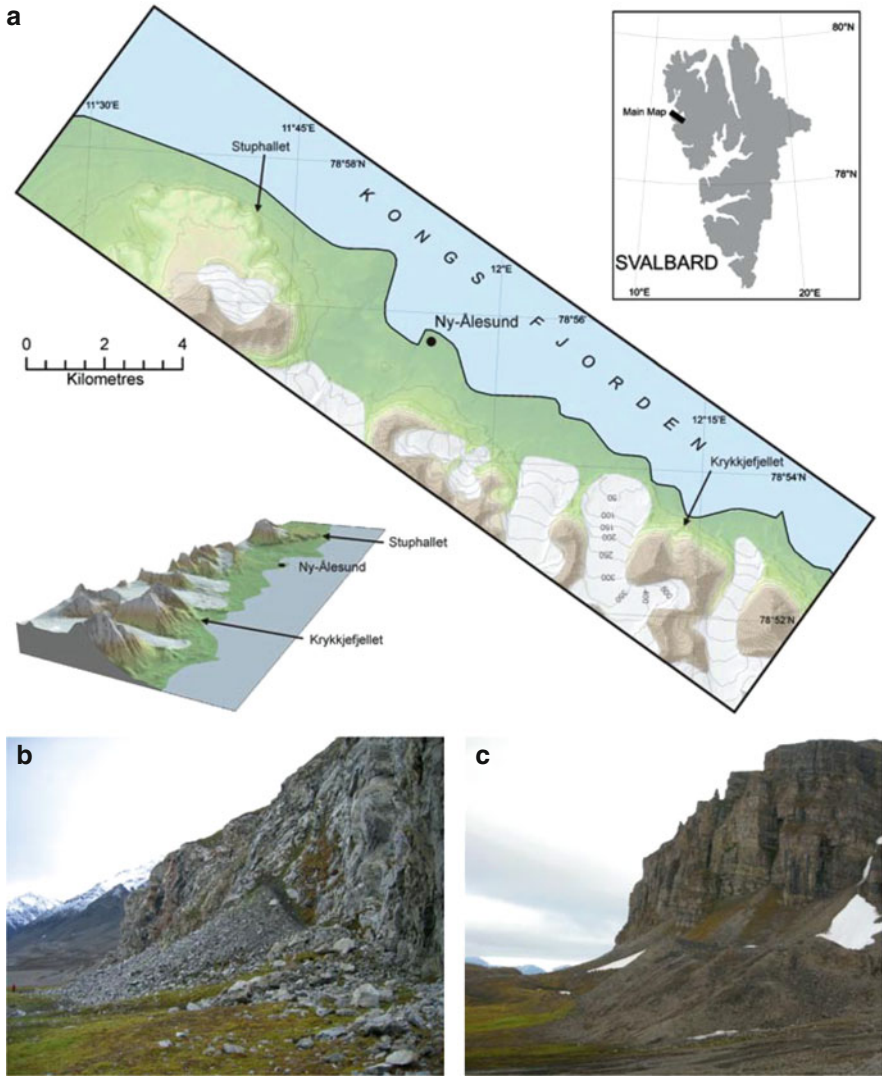 a
80°N
Main Map
78°N
SVALBARD
10°E
20°E
11°30'E
11°45'E
78°58'N
Stuphallet
KONGSFJORDEN
12°E
78°56'
Ny-Ålesund
0 2 4
Kilometres
12°15'E
Krykkjefjellet
78°54'N
50
100
150
200
250
300
350
400
500
78°52'N
Stuphallet
Ny-Ålesund
Krykkjefjellet
b
c